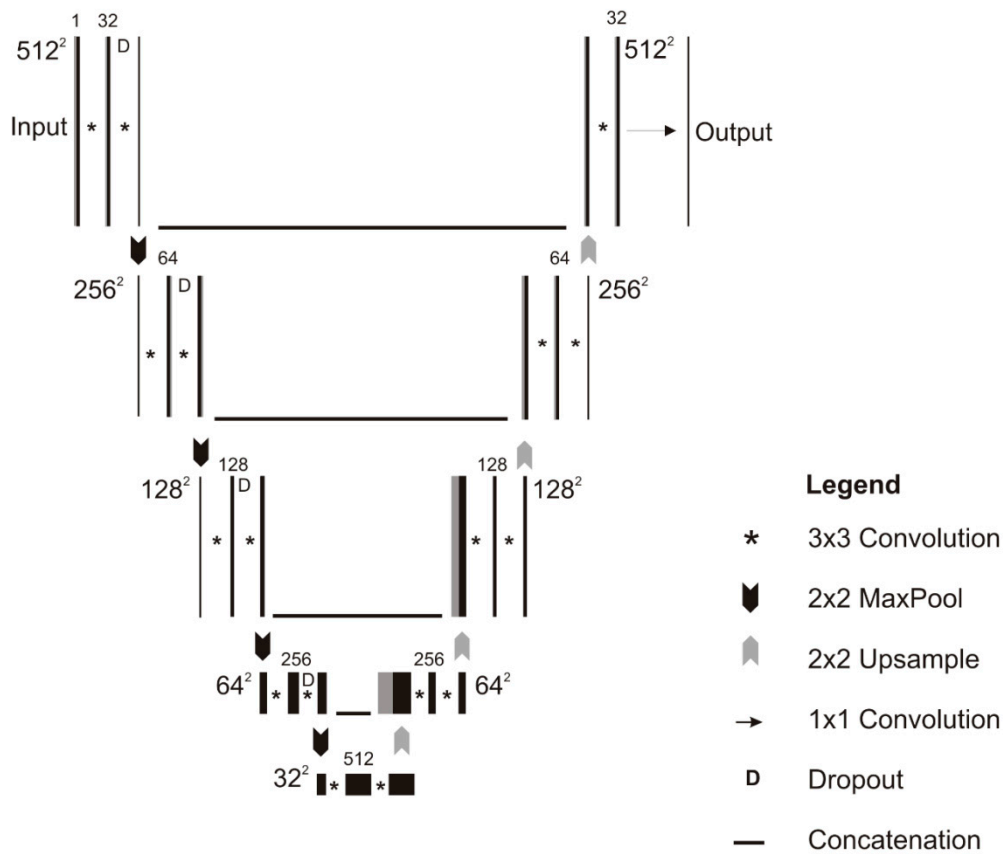 1 32 D
512²
Input * *
32
512²
* Output
64 D
256²
* *
64
256²
* *
128 D
128²
* *
128
128²
* *
256 D
64²
* *
256
64²
* *
512
32² * *
Legend
* 3x3 Convolution
2x2 MaxPool
2x2 Upsample
1x1 Convolution
D Dropout
Concatenation